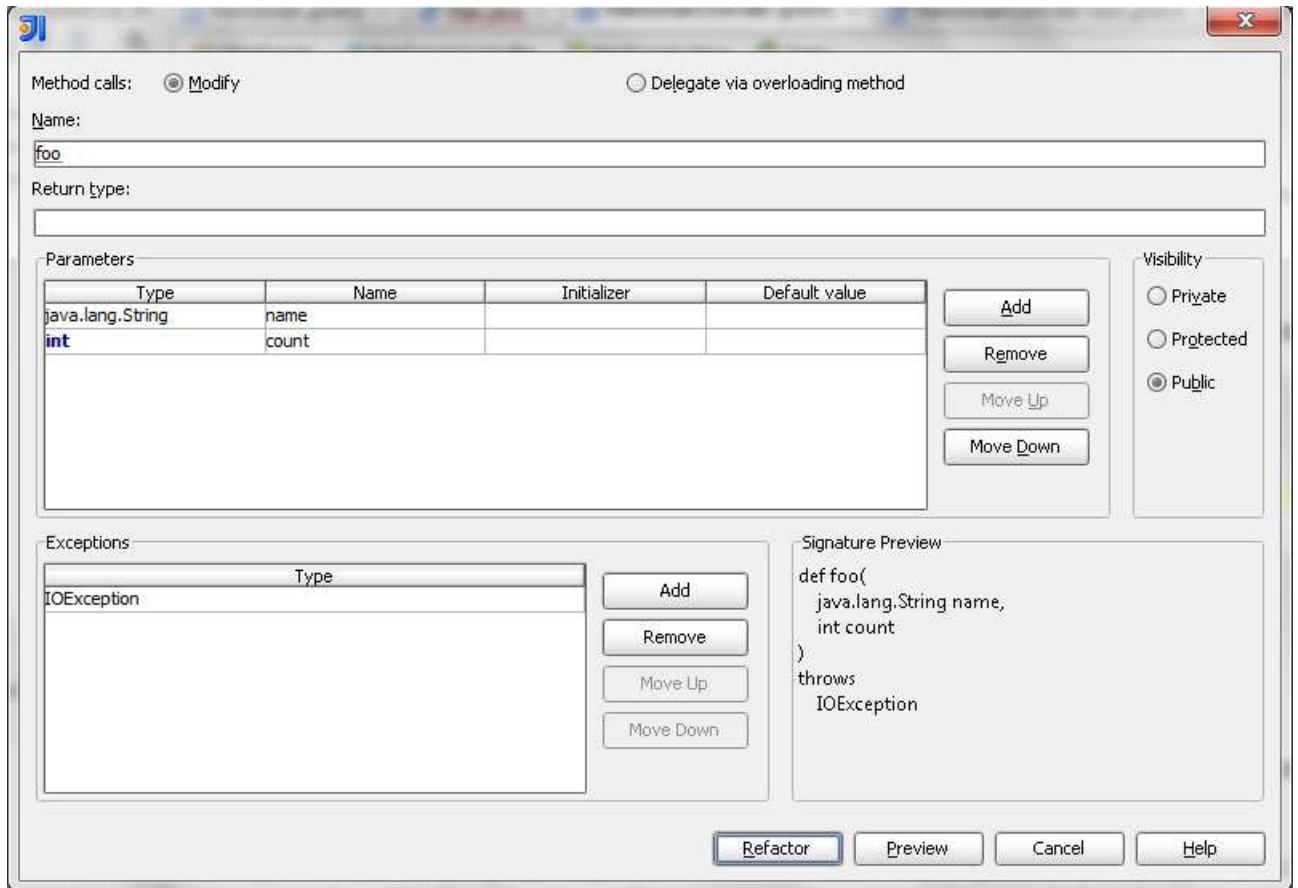 Method calls: Modify Delegate via overloading method
Name:
foo
Return type:
Parameters Visibility
Type Name Initializer Default value
java.lang.String name
int count
Add
Remove
Move Up
Move Down
Private
Protected
Public
Exceptions
Type
IOException
Add
Remove
Move Up
Move Down
Signature Preview
def foo(
java.lang.String name,
int count
)
throws
IOException
Refactor Preview Cancel Help